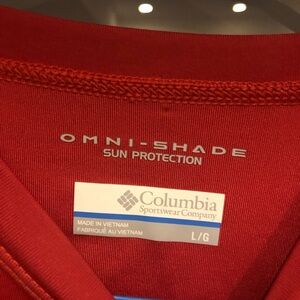 OMNI-SHADE
SUN PROTECTION
Columbia
Sportswear Company
MADE IN VIETNAM
FABRIQUÉ AU VIETNAM
L/G